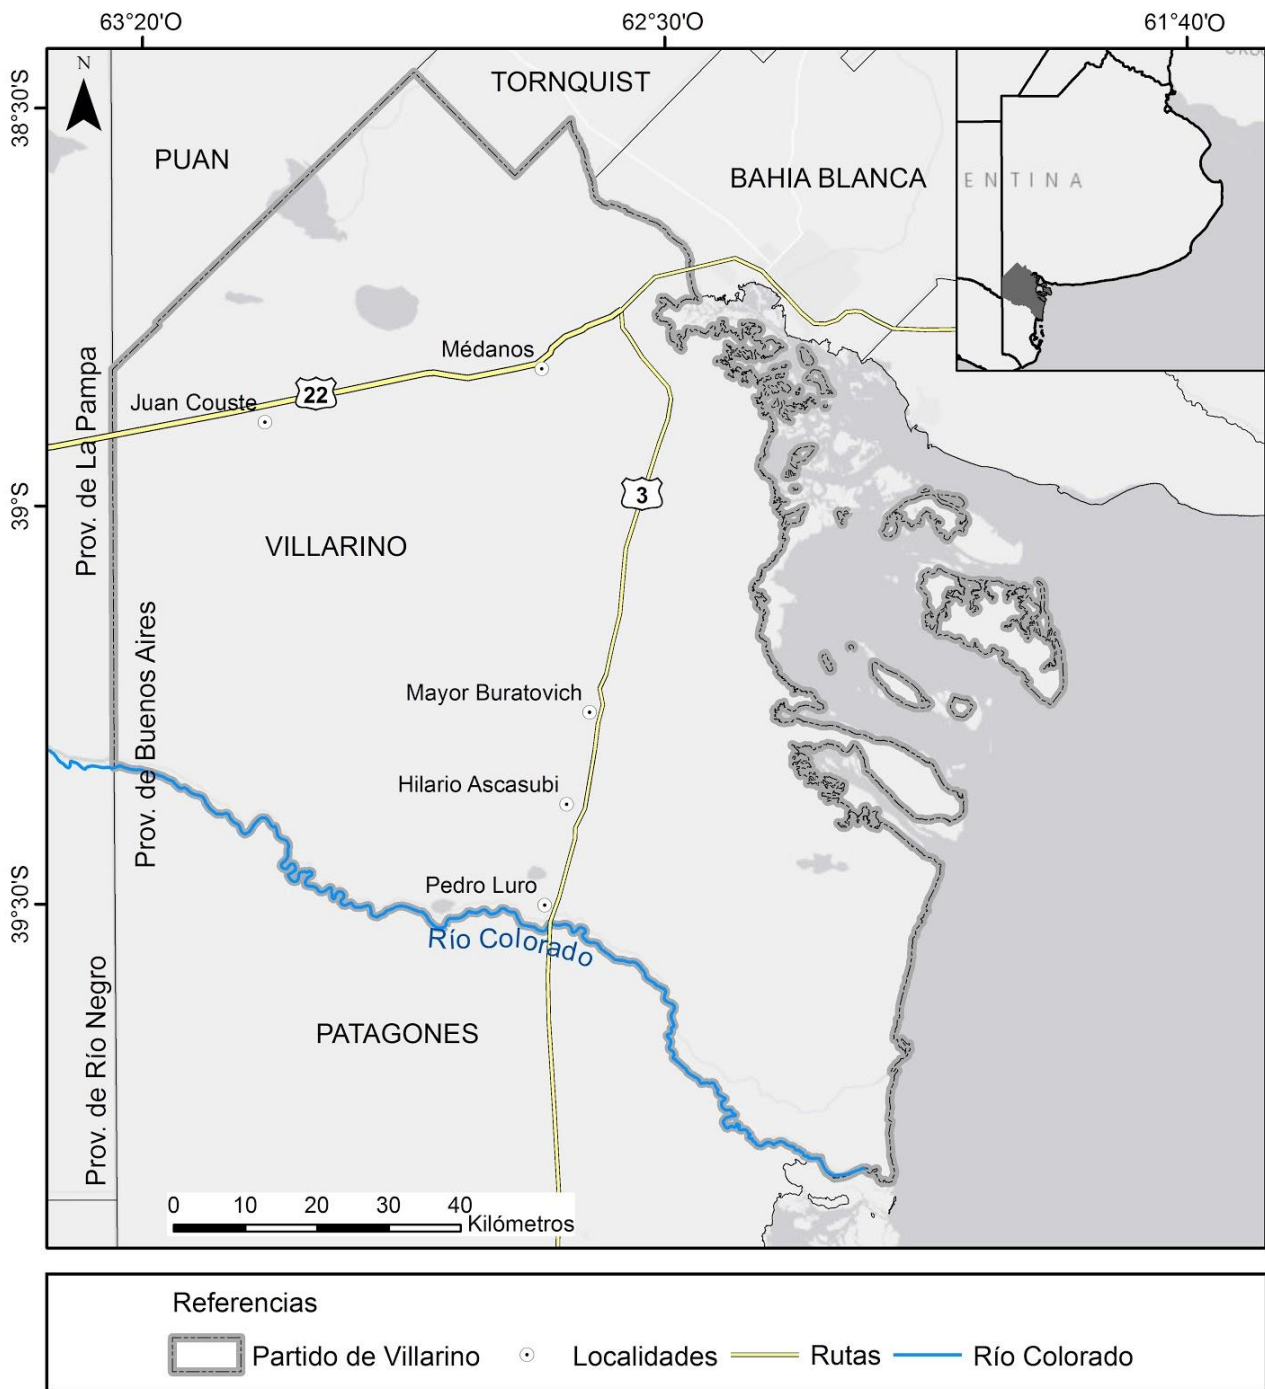 63°20'O
62°30'O
61°40'O
N
38°30'S
TORNQUIST
PUAN
BAHIA BLANCA
ENTINA
Médanos
22
Juan Couste
Prov. de La Pampa
3
39°S
VILLARINO
Prov. de Buenos Aires
Mayor Buratovich
Hilario Ascasubi
Pedro Luro
39°30'S
Río Colorado
Prov. de Río Negro
PATAGONES
0 10 20 30 40
Kilómetros
Referencias
Partido de Villarino Localidades Rutas Río Colorado